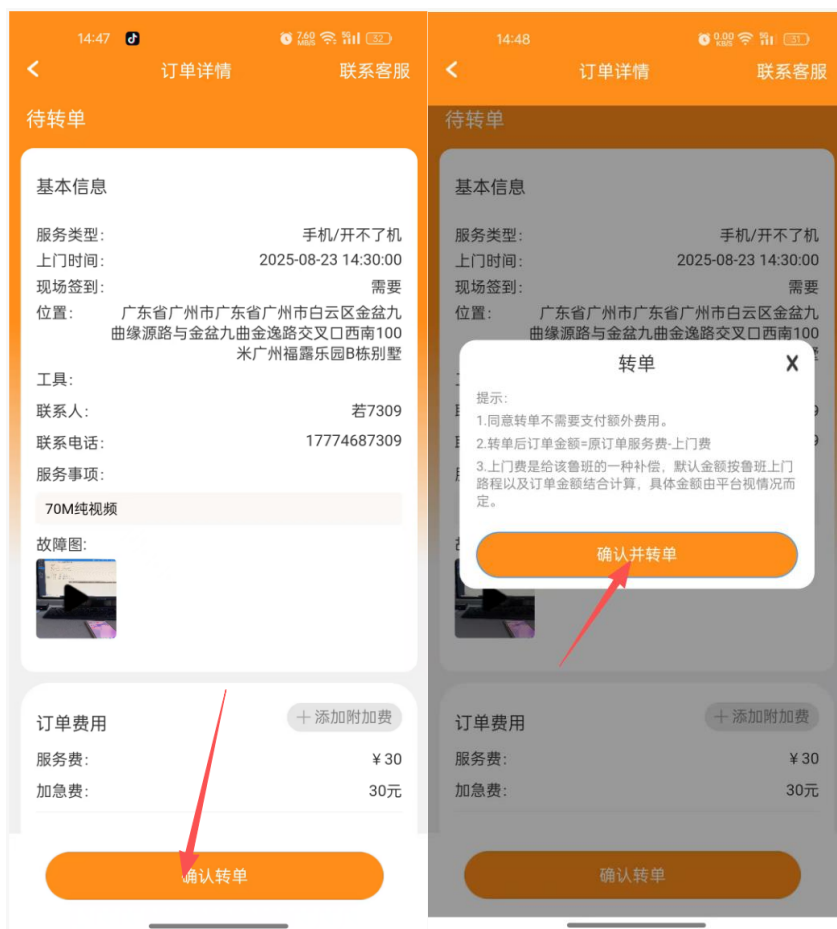 14:47
7.60
MB/S
5G
32
订单详情
联系客服
待转单
基本信息
服务类型:
手机/开不了机
上门时间:
2025-08-23 14:30:00
现场签到:
需要
位置:
广东省广州市广东省广州市白云区金盆九
曲缘源路与金盆九曲金逸路交叉口西南100
米广州福露乐园B栋别墅
工具:
联系人:
若7309
联系电话:
17774687309
服务事项:
70M纯视频
故障图:
订单费用
添加附加费
服务费:
¥30
加急费:
30元
确认转单
14:48
0.00
KB/S
5G
31
订单详情
联系客服
待转单
基本信息
服务类型:
手机/开不了机
上门时间:
2025-08-23 14:30:00
现场签到:
需要
位置:
广东省广州市广东省广州市白云区金盆九
曲缘源路与金盆九曲金逸路交叉口西南100
转单
X
提示:
1.同意转单不需要支付额外费用。
2.转单后订单金额=原订单服务费-上门费
3.上门费是给该鲁班的一种补偿，默认金额按鲁班上门
路程以及订单金额结合计算，具体金额由平台视情况而
定。
确认并转单
订单费用
添加附加费
服务费:
¥30
加急费:
30元
确认转单